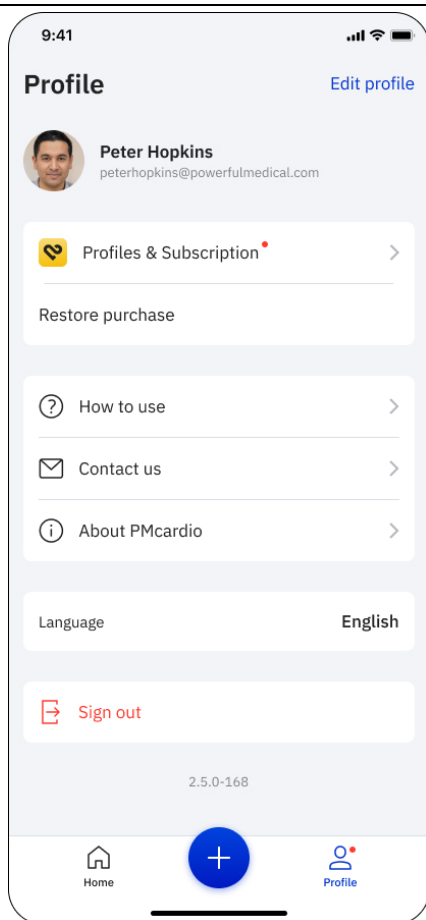 9:41
Profile
Edit profile
Peter Hopkins
peterhopkins@powerfulmedical.com
Profiles & Subscription
Restore purchase
How to use
Contact us
About PMcardio
Language
English
Sign out
2.5.0-168
Home
Profile